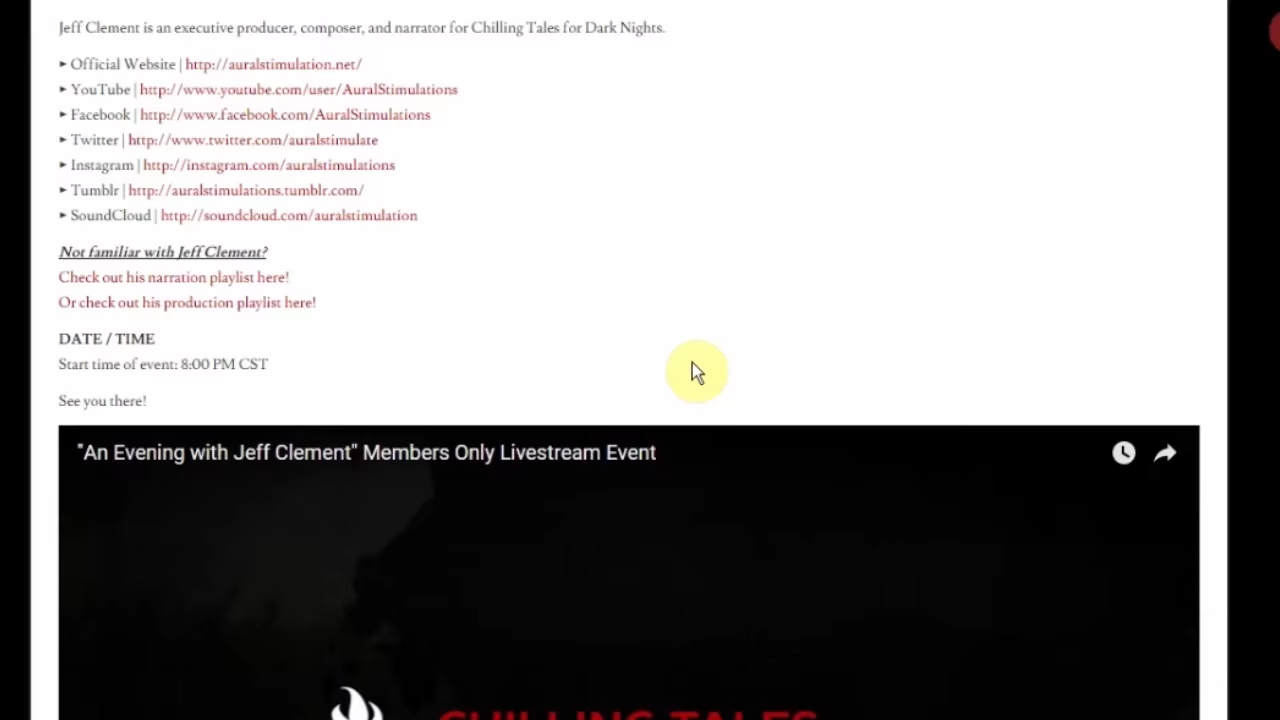 Jeff Clement is an executive producer, composer, and narrator for Chilling Tales for Dark Nights.
► Official Website | http://auralstimulation.net/
► YouTube | http://www.youtube.com/user/AuralStimulations
► Facebook | http://www.facebook.com/AuralStimulations
► Twitter | http://www.twitter.com/auralstimulate
► Instagram | http://instagram.com/auralstimulations
► Tumblr | http://auralstimulations.tumblr.com/
► SoundCloud | http://soundcloud.com/auralstimulation
Not familiar with Jeff Clement?
Check out his narration playlist here!
Or check out his production playlist here!
DATE / TIME
Start time of event: 8:00 PM CST
See you there!
"An Evening with Jeff Clement" Members Only Livestream Event
CHILLING TALES